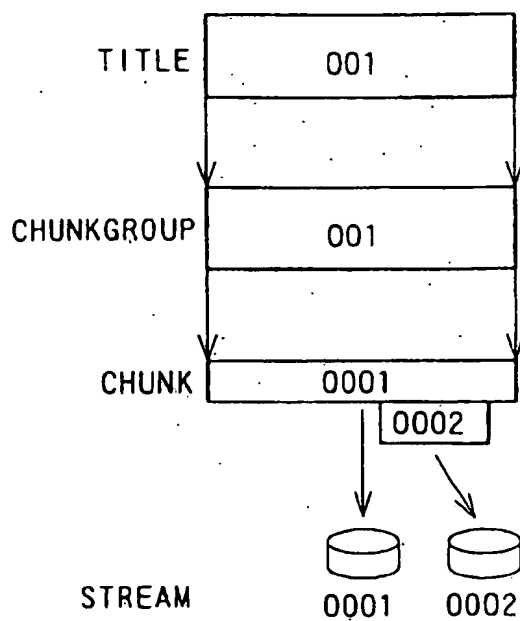 TITLE 001
CHUNKGROUP 001
CHUNK 0001
0002
STREAM 0001 0002